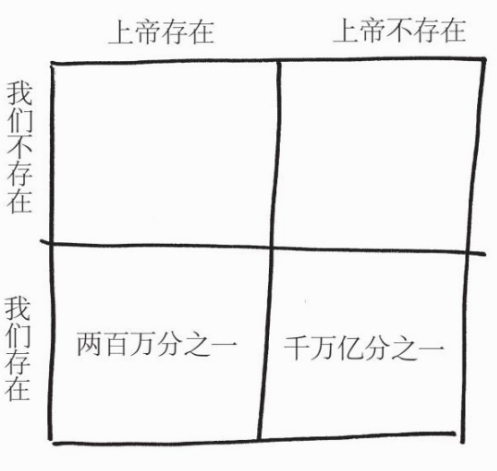 上帝存在
上帝不存在
我们不存在
我们存在
两百万分之一
千万亿分之一